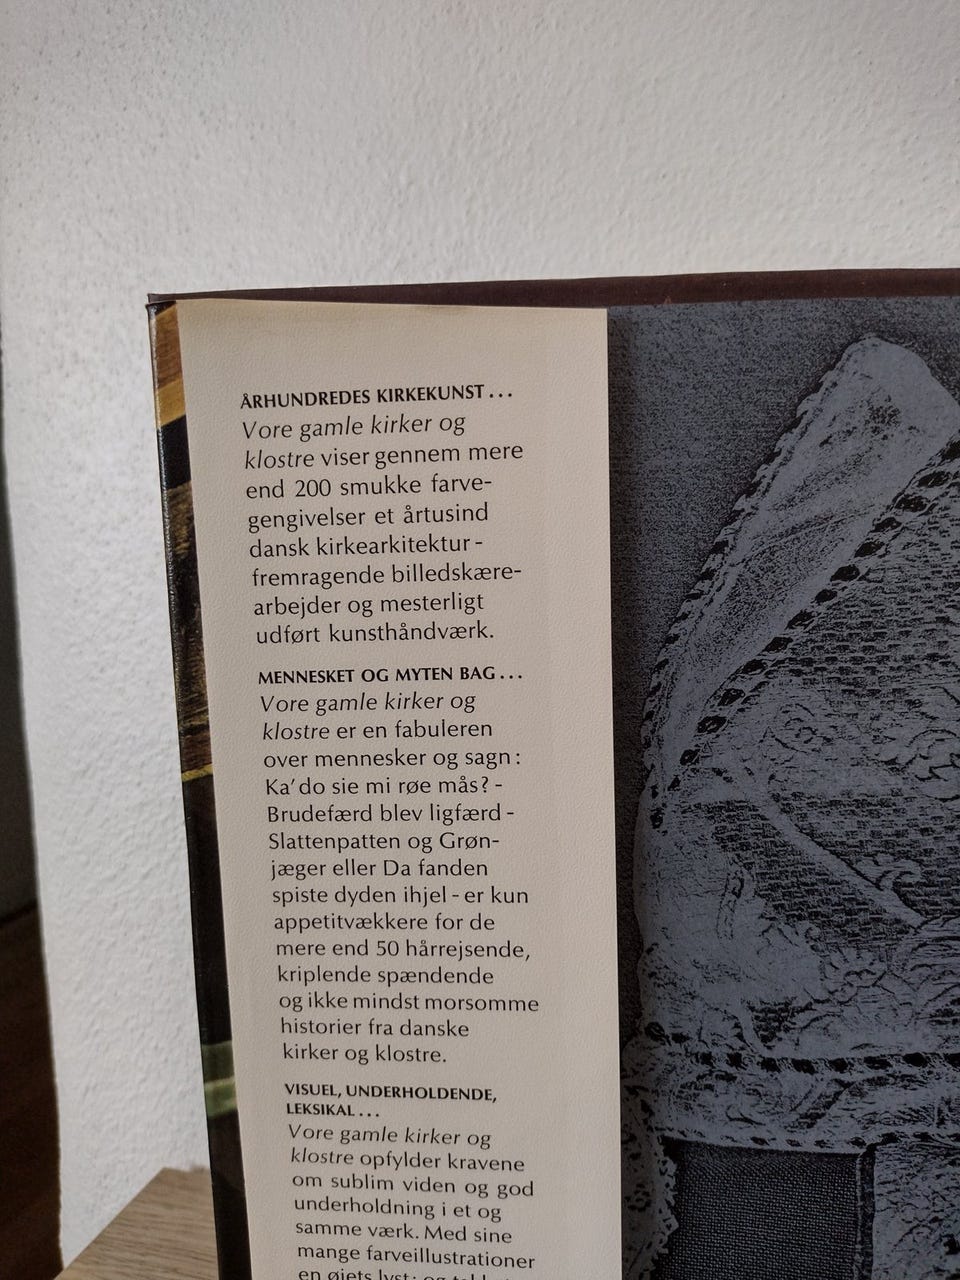 ÅRHUNDREDES KIRKEKUNST...
Vore gamle kirker og
klostre viser gennem mere
end 200 smukke farve-
gengivelser et årtusind
dansk kirkearkitektur -
fremragende billedskære-
arbejder og mesterligt
udført kunsthåndværk.
MENNESKET OG MYTEN BAG...
Vore gamle kirker og
klostre er en fabuleren
over mennesker og sagn:
Ka' do sie mi røe mås? -
Brudefærd blev ligfærd -
Slattenpatten og Grøn-
jæger eller Da fanden
spiste dyden ihjel - er kun
appetitvækkere for de
mere end 50 hårrejsende,
kriplende spændende
og ikke mindst morsomme
historier fra danske
kirker og klostre.
VISUEL, UNDERHOLDENDE,
LEKSIKAL...
Vore gamle kirker og
klostre opfylder kravene
om sublim viden og god
underholdning i et og
samme værk. Med sine
mange farveillustrationer
en øjets lyst; og